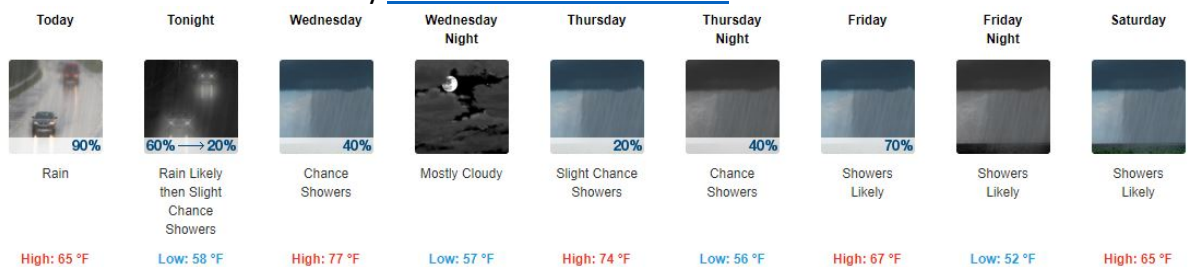 Today
Tonight
Wednesday
Wednesday
Night
Thursday
Thursday
Night
Friday
Friday
Night
Saturday
90%
60%→20%
40%
20%
40%
70%
Rain
Rain Likely
then Slight
Chance
Showers
Chance
Showers
Mostly Cloudy
Slight Chance
Showers
Chance
Showers
Showers
Likely
Showers
Likely
Showers
Likely
High: 65 °F
Low: 58 °F
High: 77 °F
Low: 57 °F
High: 74 °F
Low: 56 °F
High: 67 °F
Low: 52 °F
High: 65 °F